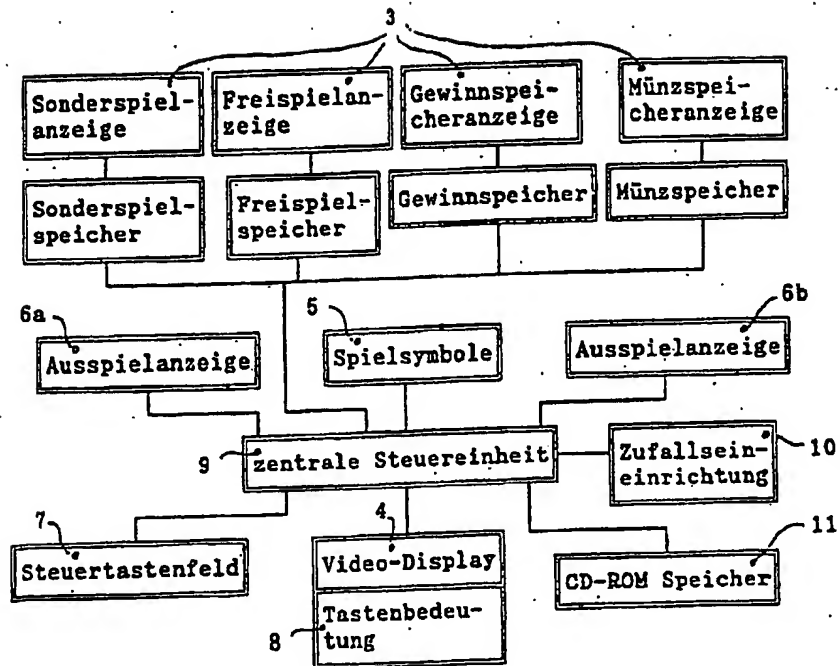 3
Sonderspiel-
anzeige
Freispielan-
zeige
Gewinnspei-
cheranzeige
Münzspei-
cheranzeige
Sonderspiel-
speicher
Freispiel-
speicher
Gewinnspeicher
Münzspeicher
6a
5
6b
Ausspielanzeige
Spielsymbole
Ausspielanzeige
9
zentrale Steuereinheit
Zufallsein-
einrichtung
10
7
4
11
Steuertastenfeld
Video-Display
CD-ROM Speicher
8
Tastenbedeu-
tung